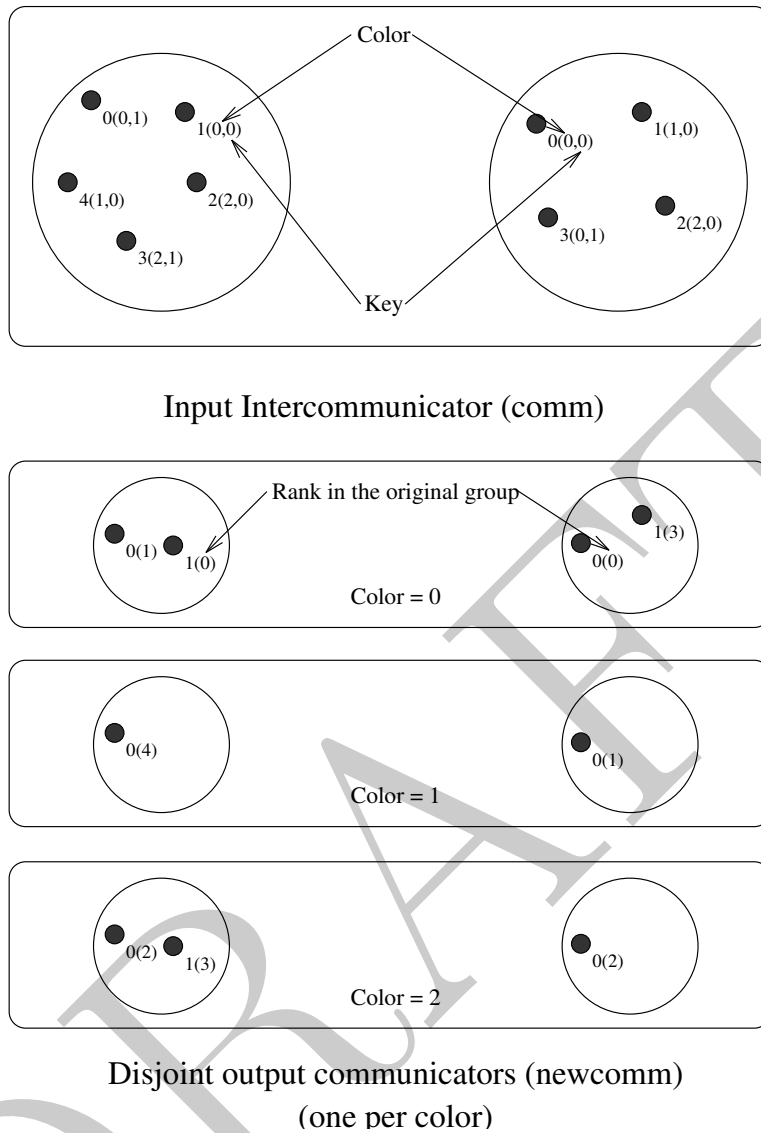 Color
0(0,1)
1(0,0)
0(0,0)
1(1,0)
4(1,0)
2(2,0)
3(2,1)
3(0,1)
2(2,0)
Key
Input Intercommunicator (comm)
Rank in the original group
0(1)
1(0)
0(0)
1(3)
Color = 0
0(4)
0(1)
Color = 1
0(2)
1(3)
0(2)
Color = 2
Disjoint output communicators (newcomm)
(one per color)
DRAFT